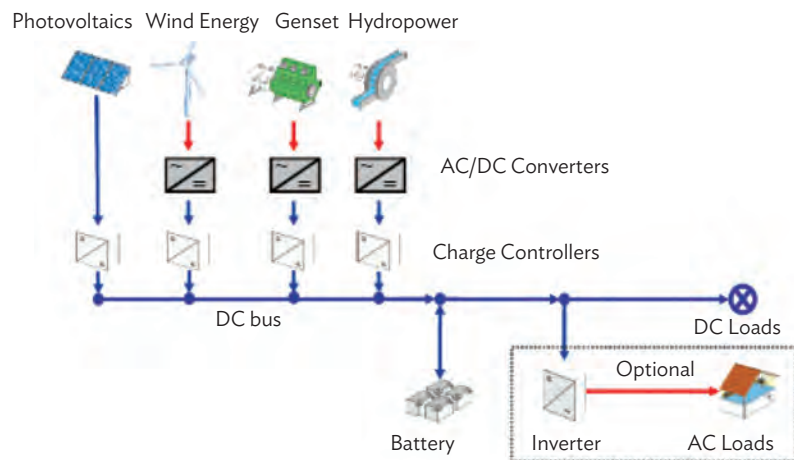 Photovoltaics Wind Energy Genset Hydropower
AC/DC Converters
Charge Controllers
DC bus
DC Loads
Optional
Battery Inverter AC Loads